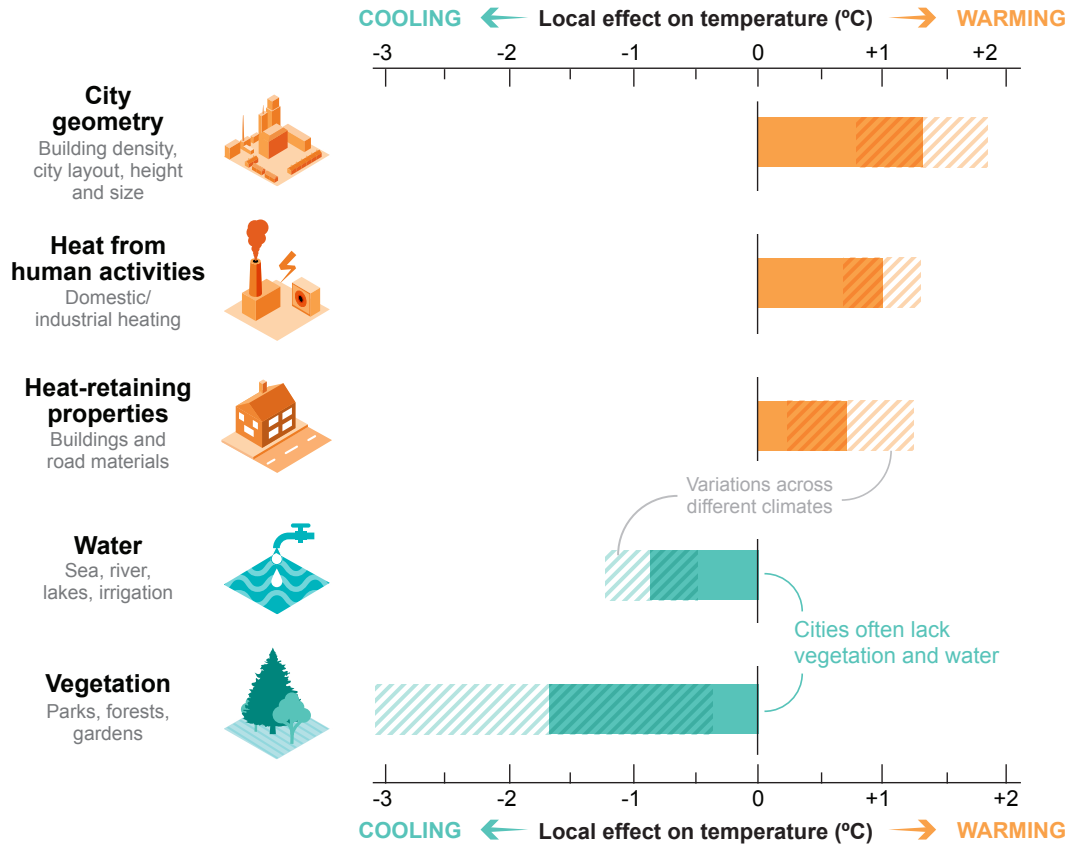 COOLING Local effect on temperature (ºC) WARMING
-3 -2 -1 0 +1 +2
City
geometry
Building density,
city layout, height
and size
Heat from
human activities
Domestic/
industrial heating
Heat-retaining
properties
Buildings and
road materials
Variations across
different climates
Water
Sea, river,
lakes, irrigation
Cities often lack
vegetation and water
Vegetation
Parks, forests,
gardens
-3 -2 -1 0 +1 +2
COOLING Local effect on temperature (ºC) WARMING